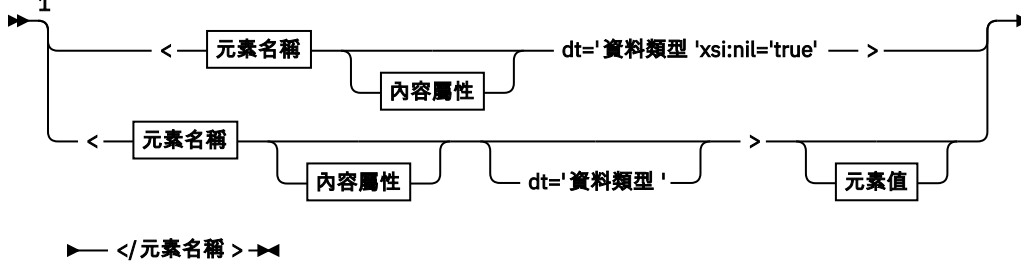 1
< 元素名稱 dt='資料類型 'xsi:nil='true' >
內容屬性
< 元素名稱 >
內容屬性 dt='資料類型 ' 元素值
</元素名稱 >